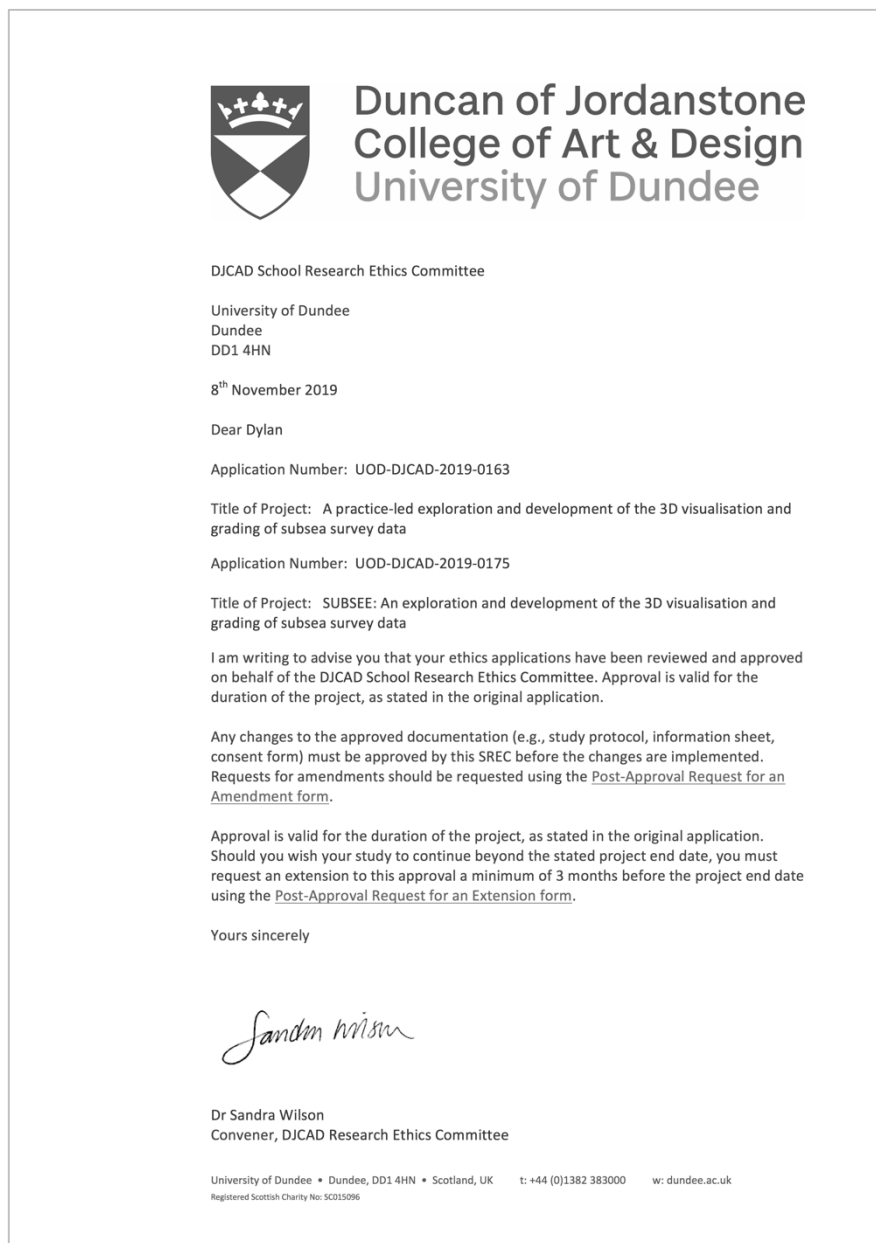 Duncan of Jordanstone
College of Art & Design
University of Dundee
DJCAD School Research Ethics Committee
University of Dundee
Dundee
DD1 4HN
8th November 2019
Dear Dylan
Application Number: UOD-DJCAD-2019-0163
Title of Project: A practice-led exploration and development of the 3D visualisation and
grading of subsea survey data
Application Number: UOD-DJCAD-2019-0175
Title of Project: SUBSEE: An exploration and development of the 3D visualisation and
grading of subsea survey data
I am writing to advise you that your ethics applications have been reviewed and approved
on behalf of the DJCAD School Research Ethics Committee. Approval is valid for the
duration of the project, as stated in the original application.
Any changes to the approved documentation (e.g., study protocol, information sheet,
consent form) must be approved by this SREC before the changes are implemented.
Requests for amendments should be requested using the Post-Approval Request for an
Amendment form.
Approval is valid for the duration of the project, as stated in the original application.
Should you wish your study to continue beyond the stated project end date, you must
request an extension to this approval a minimum of 3 months before the project end date
using the Post-Approval Request for an Extension form.
Yours sincerely
Sandra Wilson
Dr Sandra Wilson
Convener, DJCAD Research Ethics Committee
University of Dundee • Dundee, DD1 4HN • Scotland, UK t: +44 (0)1382 383000 w: dundee.ac.uk
Registered Scottish Charity No: SC015096